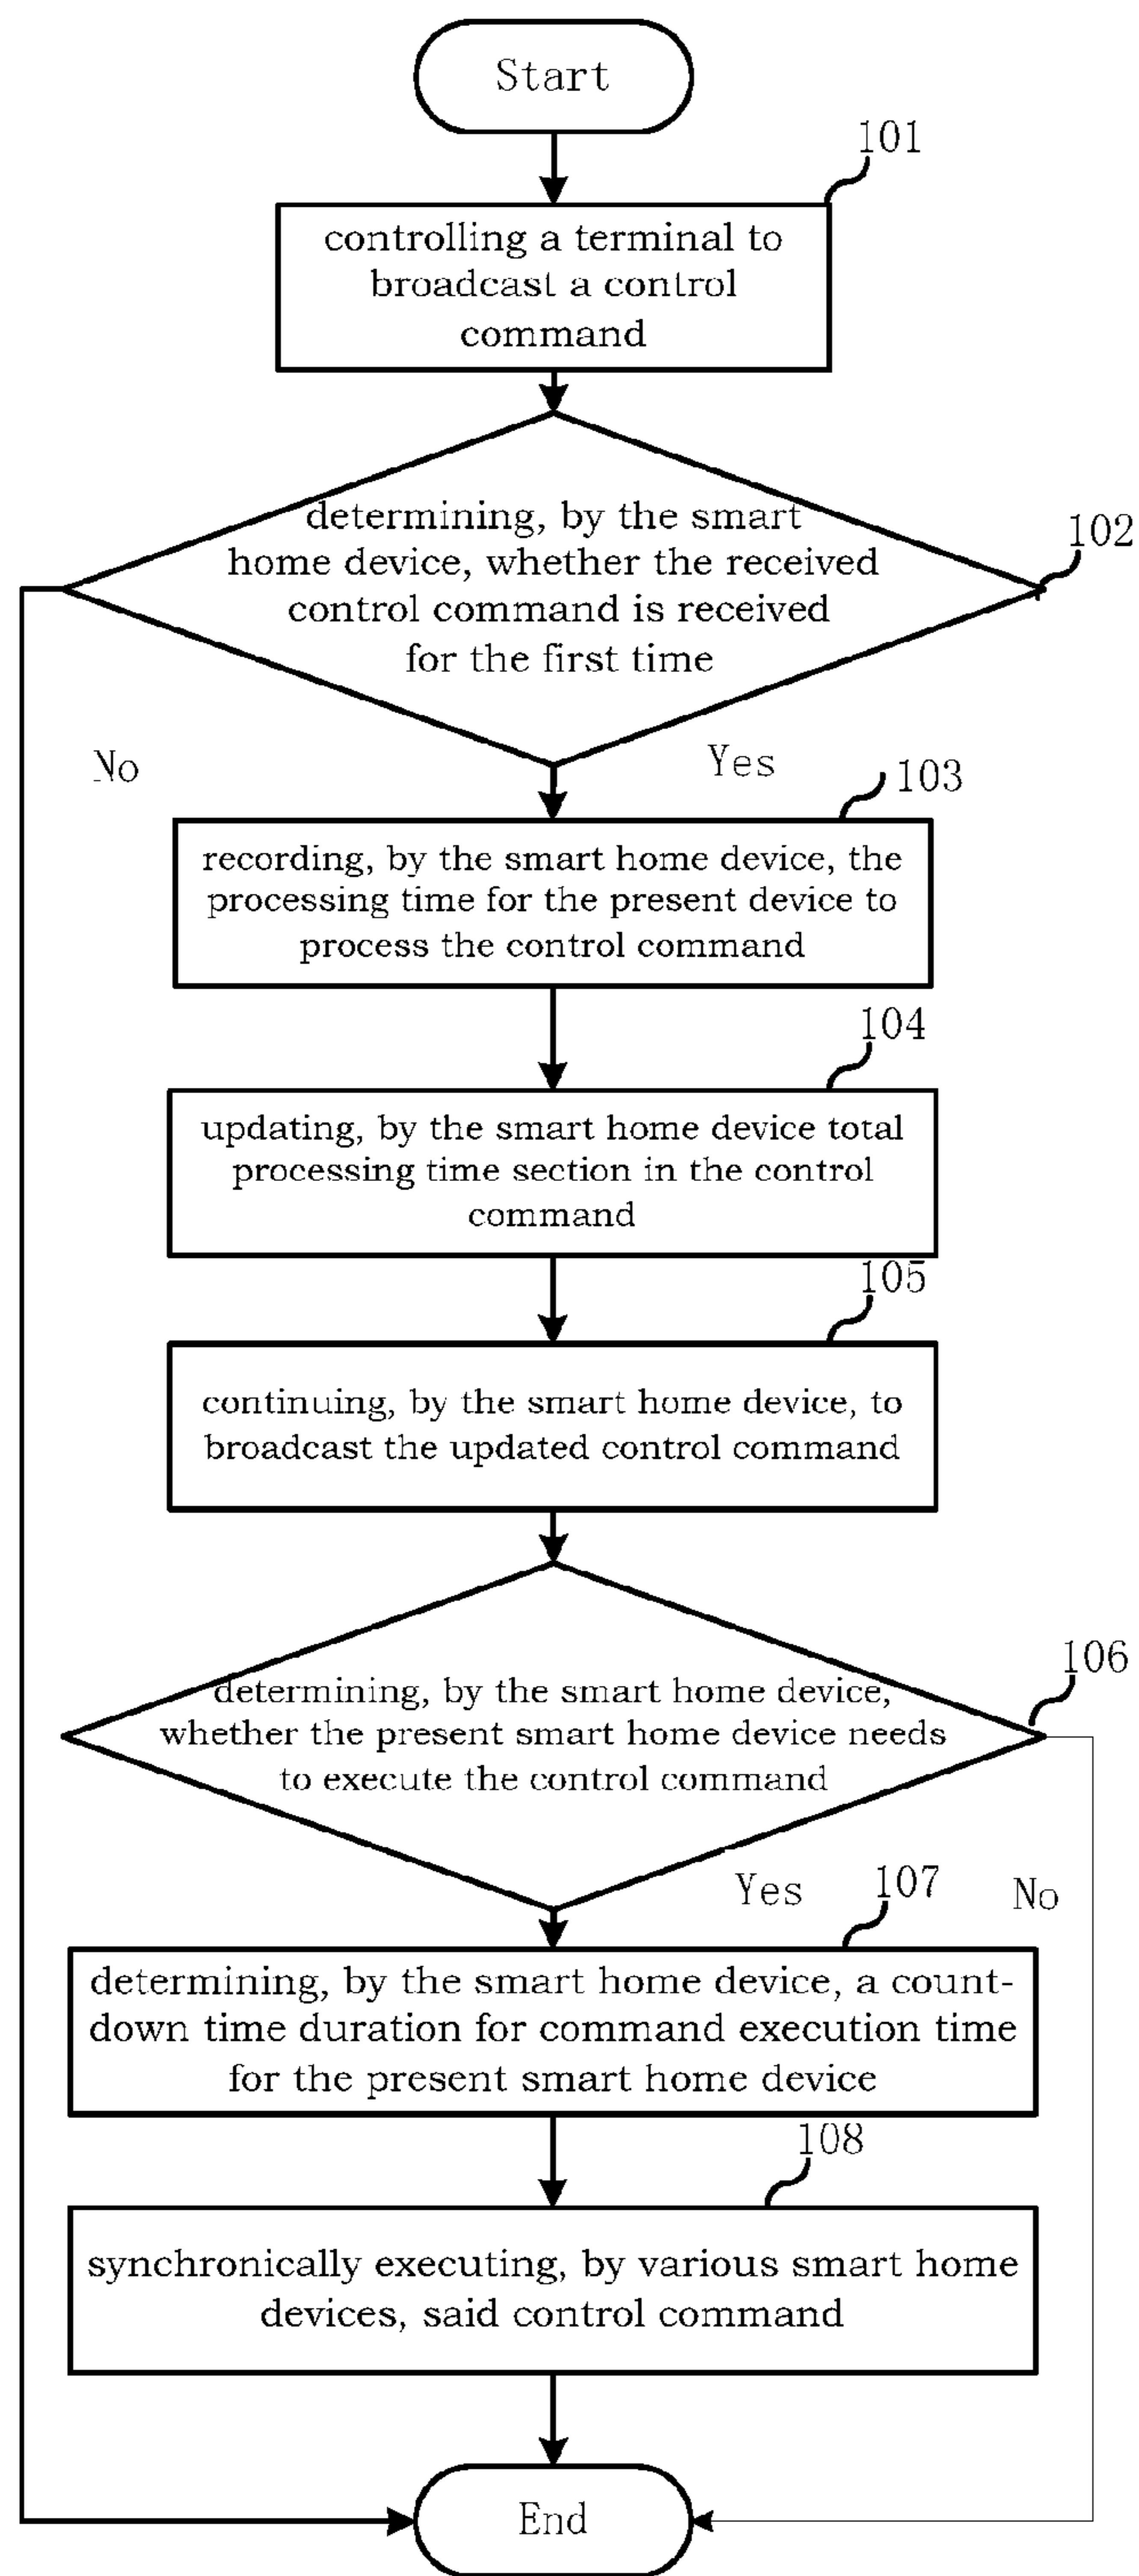 Start
101
controlling a terminal to
broadcast a control
command
determining, by the smart
home device, whether the received
control command is received
for the first time
102
No
Yes
103
recording, by the smart home device, the
processing time for the present device to
process the control command
104
updating, by the smart home device total
processing time section in the control
command
105
continuing, by the smart home device, to
broadcast the updated control command
106
determining, by the smart home device,
whether the present smart home device needs
to execute the control command
Yes
107
No
determining, by the smart home device, a count-
down time duration for command execution time
for the present smart home device
108
synchronically executing, by various smart home
devices, said control command
End